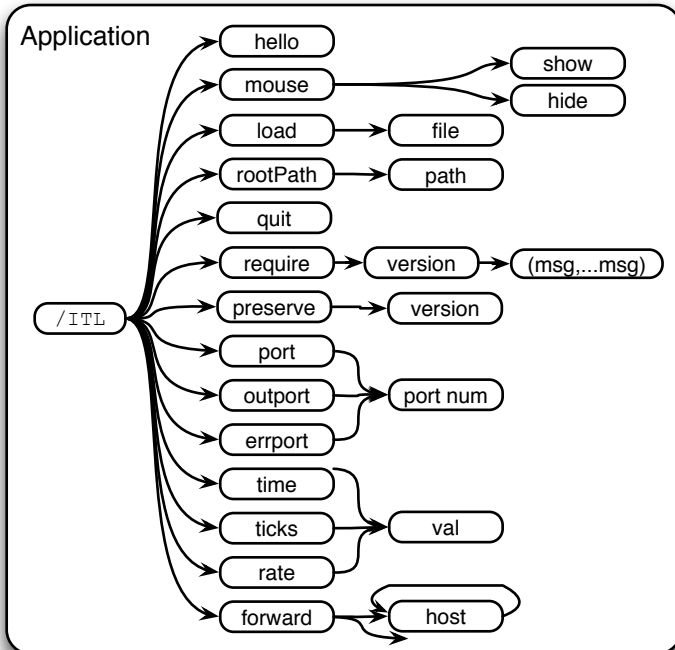 Application
hello
mouse
show
hide
load
file
rootPath
path
quit
require
version
(msg,...msg)
/ITL
preserve
version
port
outport
port num
errport
time
ticks
val
rate
forward
host